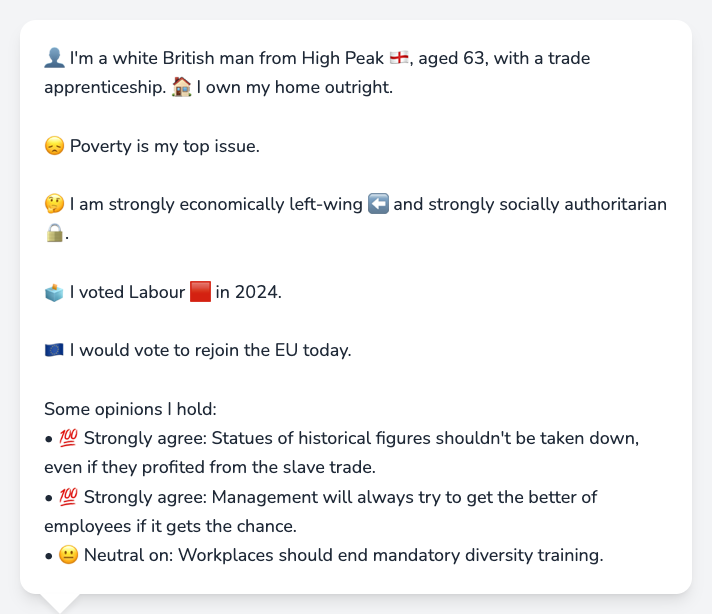 👤 I'm a white British man from High Peak 🏴󠁧󠁢󠁥󠁮󠁧󠁿, aged 63, with a trade
apprenticeship. 🏠 I own my home outright.
😞 Poverty is my top issue.
🤔 I am strongly economically left-wing ⬅️ and strongly socially authoritarian
🔒.
🗳️ I voted Labour 🟥 in 2024.
🇪🇺 I would vote to rejoin the EU today.
Some opinions I hold:
• 💯 Strongly agree: Statues of historical figures shouldn't be taken down,
even if they profited from the slave trade.
• 💯 Strongly agree: Management will always try to get the better of
employees if it gets the chance.
• 😐 Neutral on: Workplaces should end mandatory diversity training.